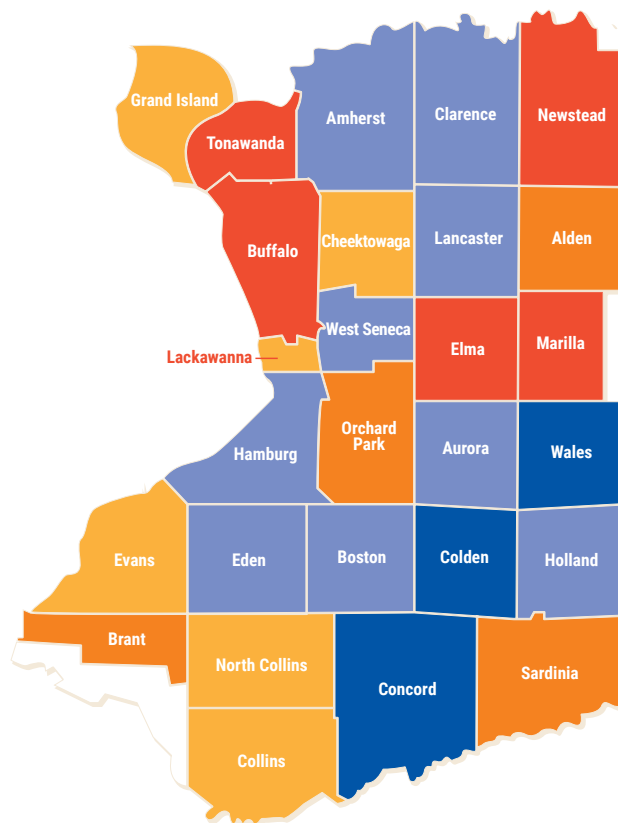 Grand Island
Tonawanda
Amherst
Clarence
Newstead
Buffalo
Cheektowaga
Lancaster
Alden
West Seneca
Elma
Marilla
Lackawanna
Hamburg
Orchard
Park
Aurora
Wales
Evans
Eden
Boston
Colden
Holland
Brant
North Collins
Concord
Sardinia
Collins